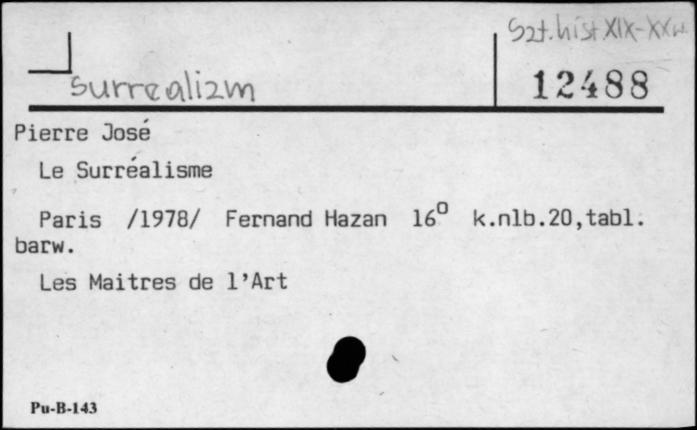 Szt. hist XIX-XXw.
surrealizm
12488
Pierre José
Le Surréalisme
Paris /1978/ Fernand Hazan 16⁰ k.nlb.20,tabl.
barw.
Les Maitres de l'Art
Pu-B-143